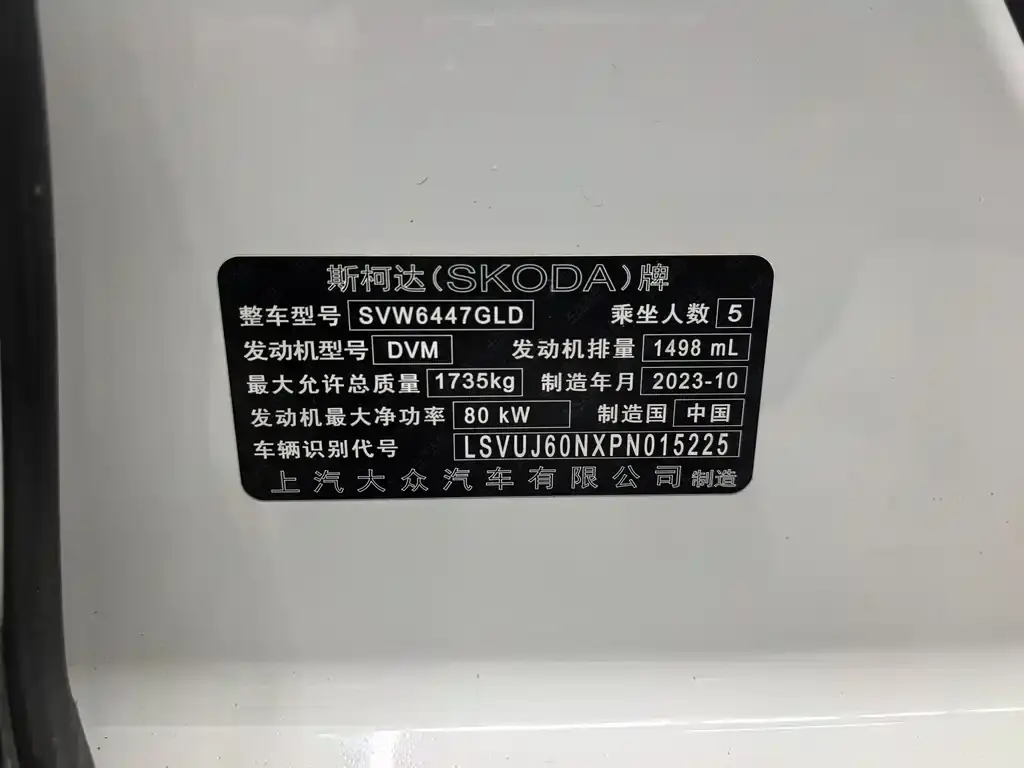 斯柯达(SKODA)牌
整车型号 SVW6447GLD 乘坐人数 5
发动机型号 DVM 发动机排量 1498 mL
最大允许总质量 1735kg 制造年月 2023-10
发动机最大净功率 80 kW 制造国 中国
车辆识别代号 LSVUJ60NXPN015225
上汽大众汽车有限公司 制造